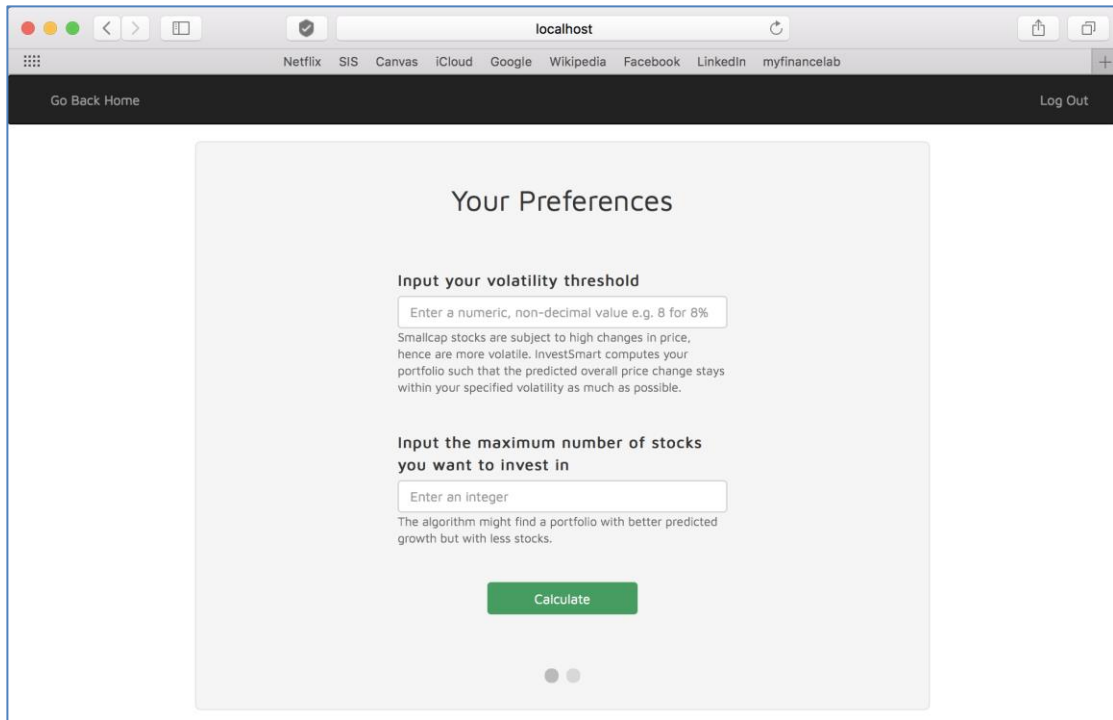 localhost
Netflix SIS Canvas iCloud Google Wikipedia Facebook LinkedIn myfinancelab
Go Back Home Log Out
Your Preferences
Input your volatility threshold
Enter a numeric, non-decimal value e.g. 8 for 8%
Smallcap stocks are subject to high changes in price,
hence are more volatile. InvestSmart computes your
portfolio such that the predicted overall price change stays
within your specified volatility as much as possible.
Input the maximum number of stocks
you want to invest in
Enter an integer
The algorithm might find a portfolio with better predicted
growth but with less stocks.
Calculate